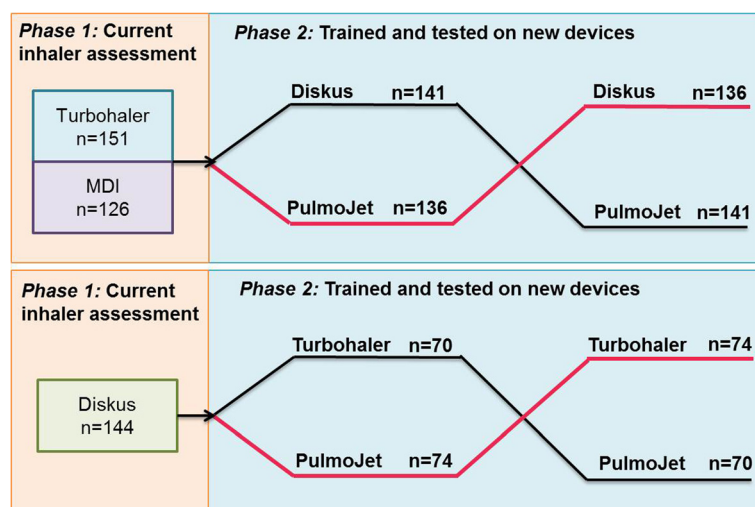 Phase 1: Current
inhaler assessment
Phase 2: Trained and tested on new devices
Turbohaler
n=151
MDI
n=126
Diskus n=141
PulmoJet n=136
Diskus n=136
PulmoJet n=141
Phase 1: Current
inhaler assessment
Phase 2: Trained and tested on new devices
Diskus
n=144
Turbohaler n=70
PulmoJet n=74
Turbohaler n=74
PulmoJet n=70